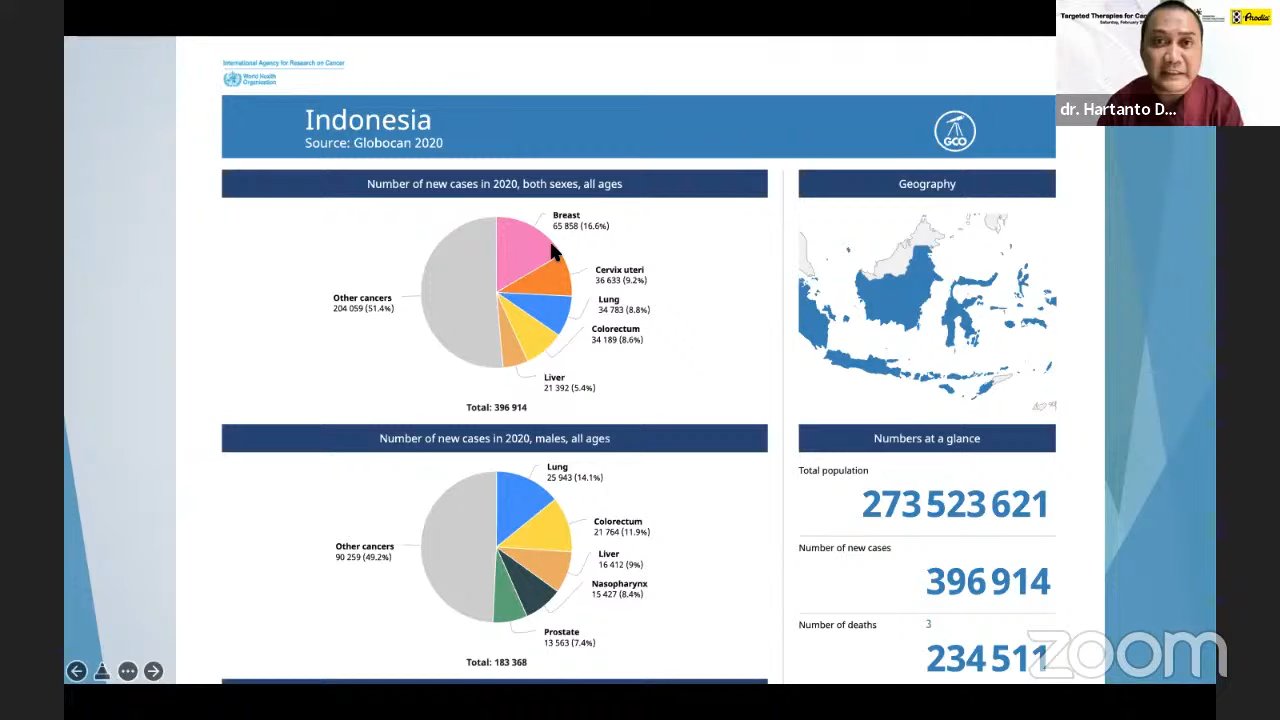 International Agency for Research on Cancer
World Health
Organization
Indonesia
Source: Globocan 2020
GCO
Number of new cases in 2020, both sexes, all ages
Breast
65 858 (16.6%)
Cervix uteri
36 633 (9.2%)
Lung
34 783 (8.8%)
Colorectum
34 189 (8.6%)
Liver
21 392 (5.4%)
Other cancers
204 059 (51.4%)
Total: 396 914
Geography
Number of new cases in 2020, males, all ages
Lung
25 943 (14.1%)
Colorectum
21 764 (11.9%)
Liver
16 412 (9%)
Nasopharynx
15 427 (8.4%)
Prostate
13 563 (7.4%)
Other cancers
90 259 (49.2%)
Total: 183 368
Numbers at a glance
Total population
273 523 621
Number of new cases
396 914
Number of deaths
3
234 511
zoom
Targeted Therapies for Can
Saturday, February
Arodia
dr. Hartanto D...